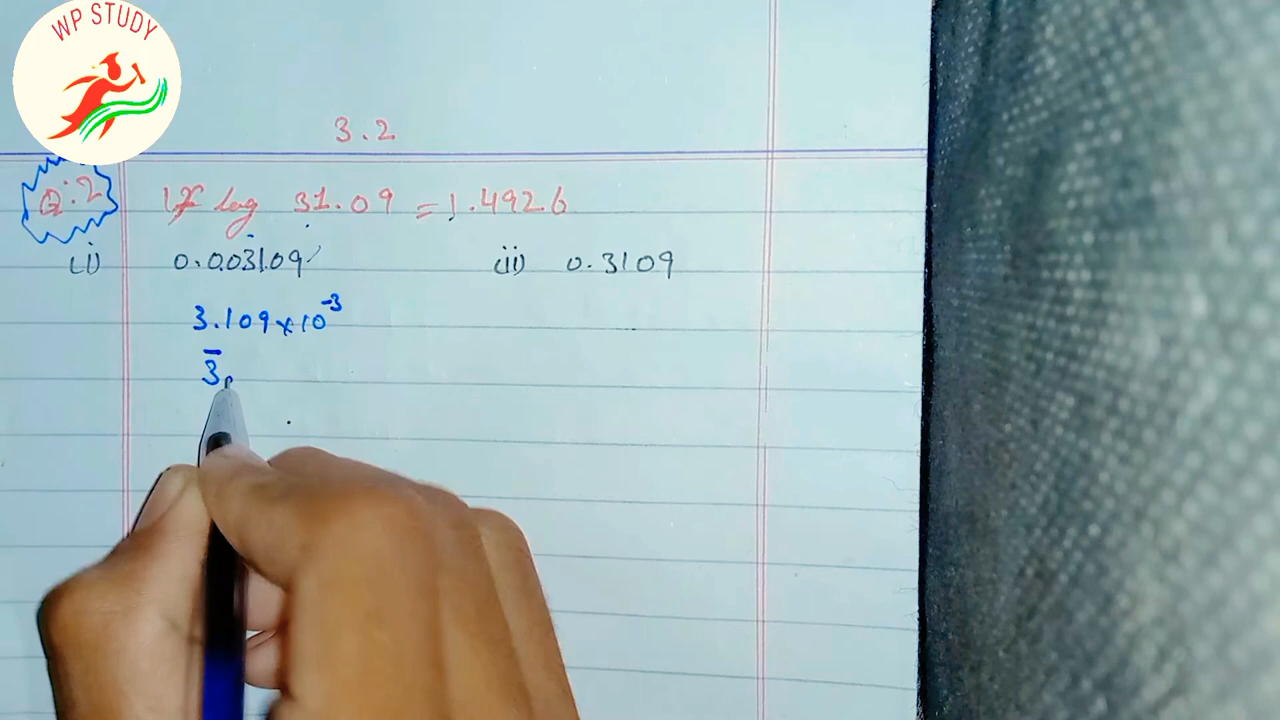 WP STUDY
3.2
Q.2 If log 31.09 = 1.4926
(i) 0.003109 (ii) 0.3109
3.109×10⁻³
3̅.